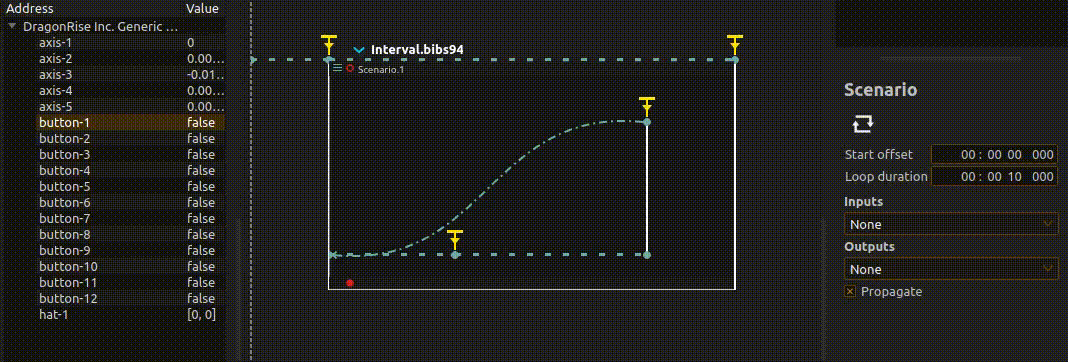 Address Value
DragonRise Inc. Generic ...
axis-1 0
axis-2 0.00...
axis-3 -0.01...
axis-4 0.00...
axis-5 0.00...
button-1 false
button-2 false
button-3 false
button-4 false
button-5 false
button-6 false
button-7 false
button-8 false
button-9 false
button-10 false
button-11 false
button-12 false
hat-1 [0, 0]
Interval.bibs94
Scenario.1
Scenario
Start offset 00 : 00 00 000
Loop duration 00 : 00 10 000
Inputs
None
Outputs
None
Propagate